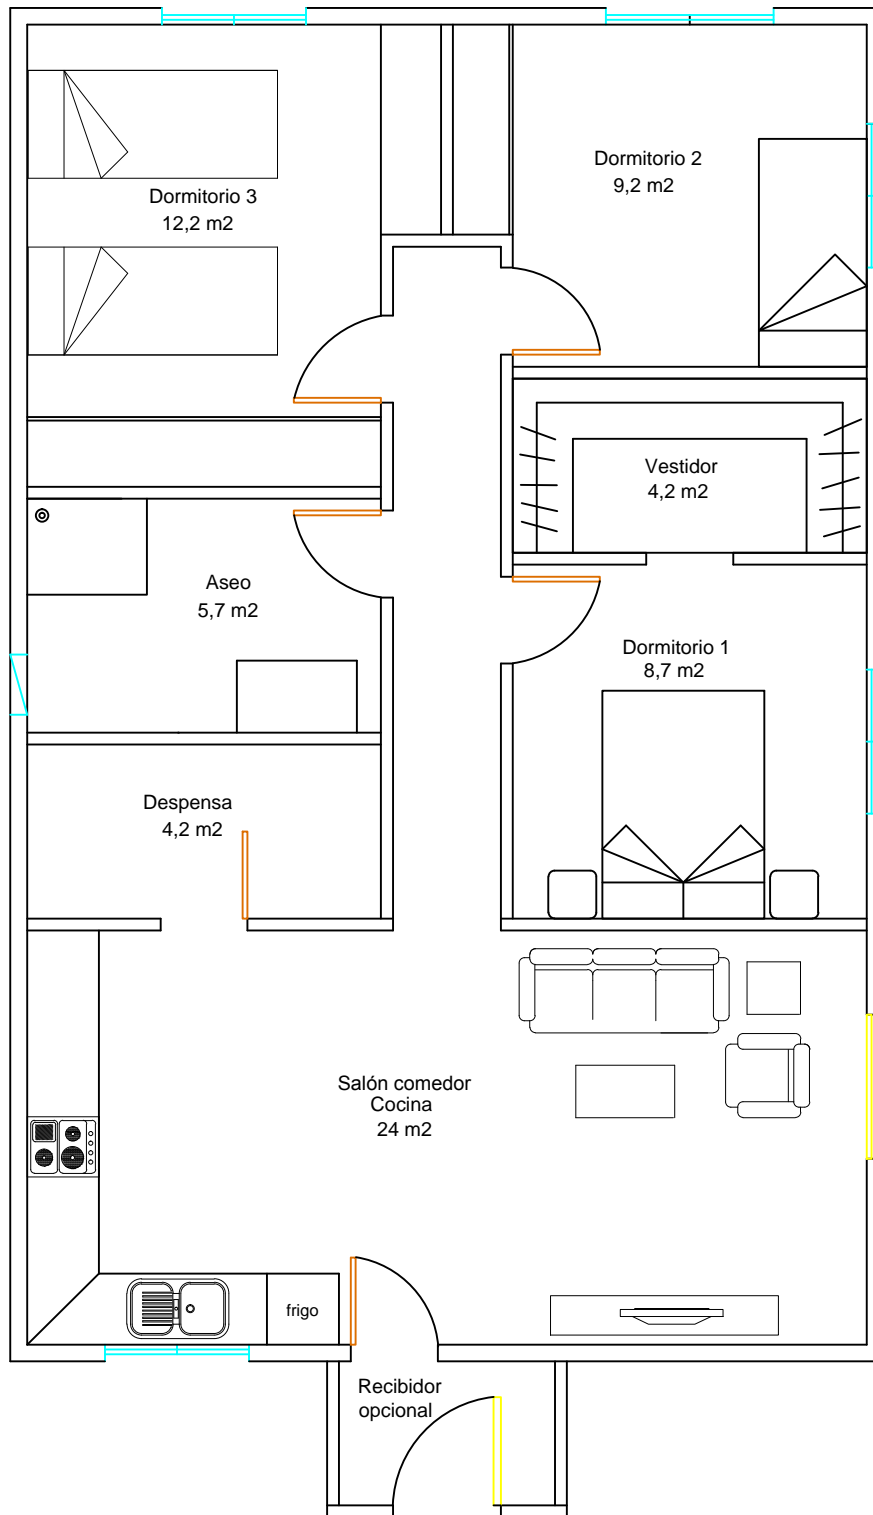 Dormitorio 2
9,2 m2
Dormitorio 3
12,2 m2
Vestidor
4,2 m2
Aseo
5,7 m2
Dormitorio 1
8,7 m2
Despensa
4,2 m2
Salón comedor
Cocina
24 m2
frigo
Recibidor
opcional